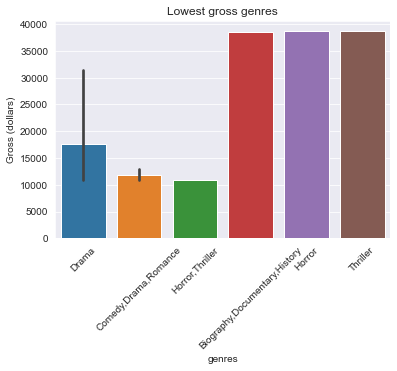 Lowest gross genres
Gross (dollars)
40000
35000
30000
25000
20000
15000
10000
5000
0
Drama
Comedy,Drama,Romance
Horror,Thriller
Biography,Documentary,History
Horror
Thriller
genres